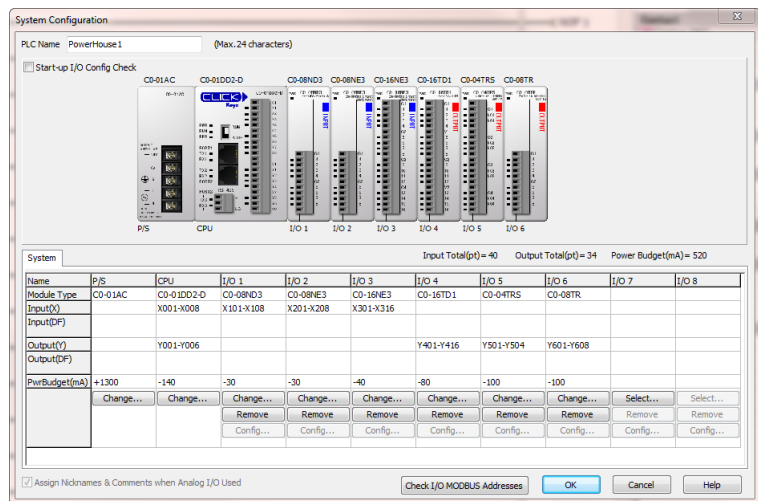 System Configuration
PLC Name PowerHouse1 (Max.24 characters)
Start-up I/O Config Check
C0-01AC C0-01DD2-D C0-08ND3 C0-08NE3 C0-16NE3 C0-16TD1 C0-04TRS C0-08TR
CLICK
INPUT INPUT INPUT OUTPUT OUTPUT OUTPUT
P/S CPU I/O 1 I/O 2 I/O 3 I/O 4 I/O 5 I/O 6
System Input Total(pt)= 40 Output Total(pt)= 34 Power Budget(mA)= 520
Name P/S CPU I/O 1 I/O 2 I/O 3 I/O 4 I/O 5 I/O 6 I/O 7 I/O 8
Module Type C0-01AC C0-01DD2-D C0-08ND3 C0-08NE3 C0-16NE3 C0-16TD1 C0-04TRS C0-08TR
Input(X) X001-X008 X101-X108 X201-X208 X301-X316
Input(DF)
Output(Y) Y001-Y006 Y401-Y416 Y501-Y504 Y601-Y608
Output(DF)
PwrBudget(mA) +1300 -140 -30 -30 -40 -80 -100 -100
Change... Change... Change... Change... Change... Change... Change... Change... Select... Select...
Remove Remove Remove Remove Remove Remove Remove Remove
Config... Config... Config... Config... Config... Config... Config... Config...
Assign Nicknames & Comments when Analog I/O Used Check I/O MODBUS Addresses OK Cancel Help